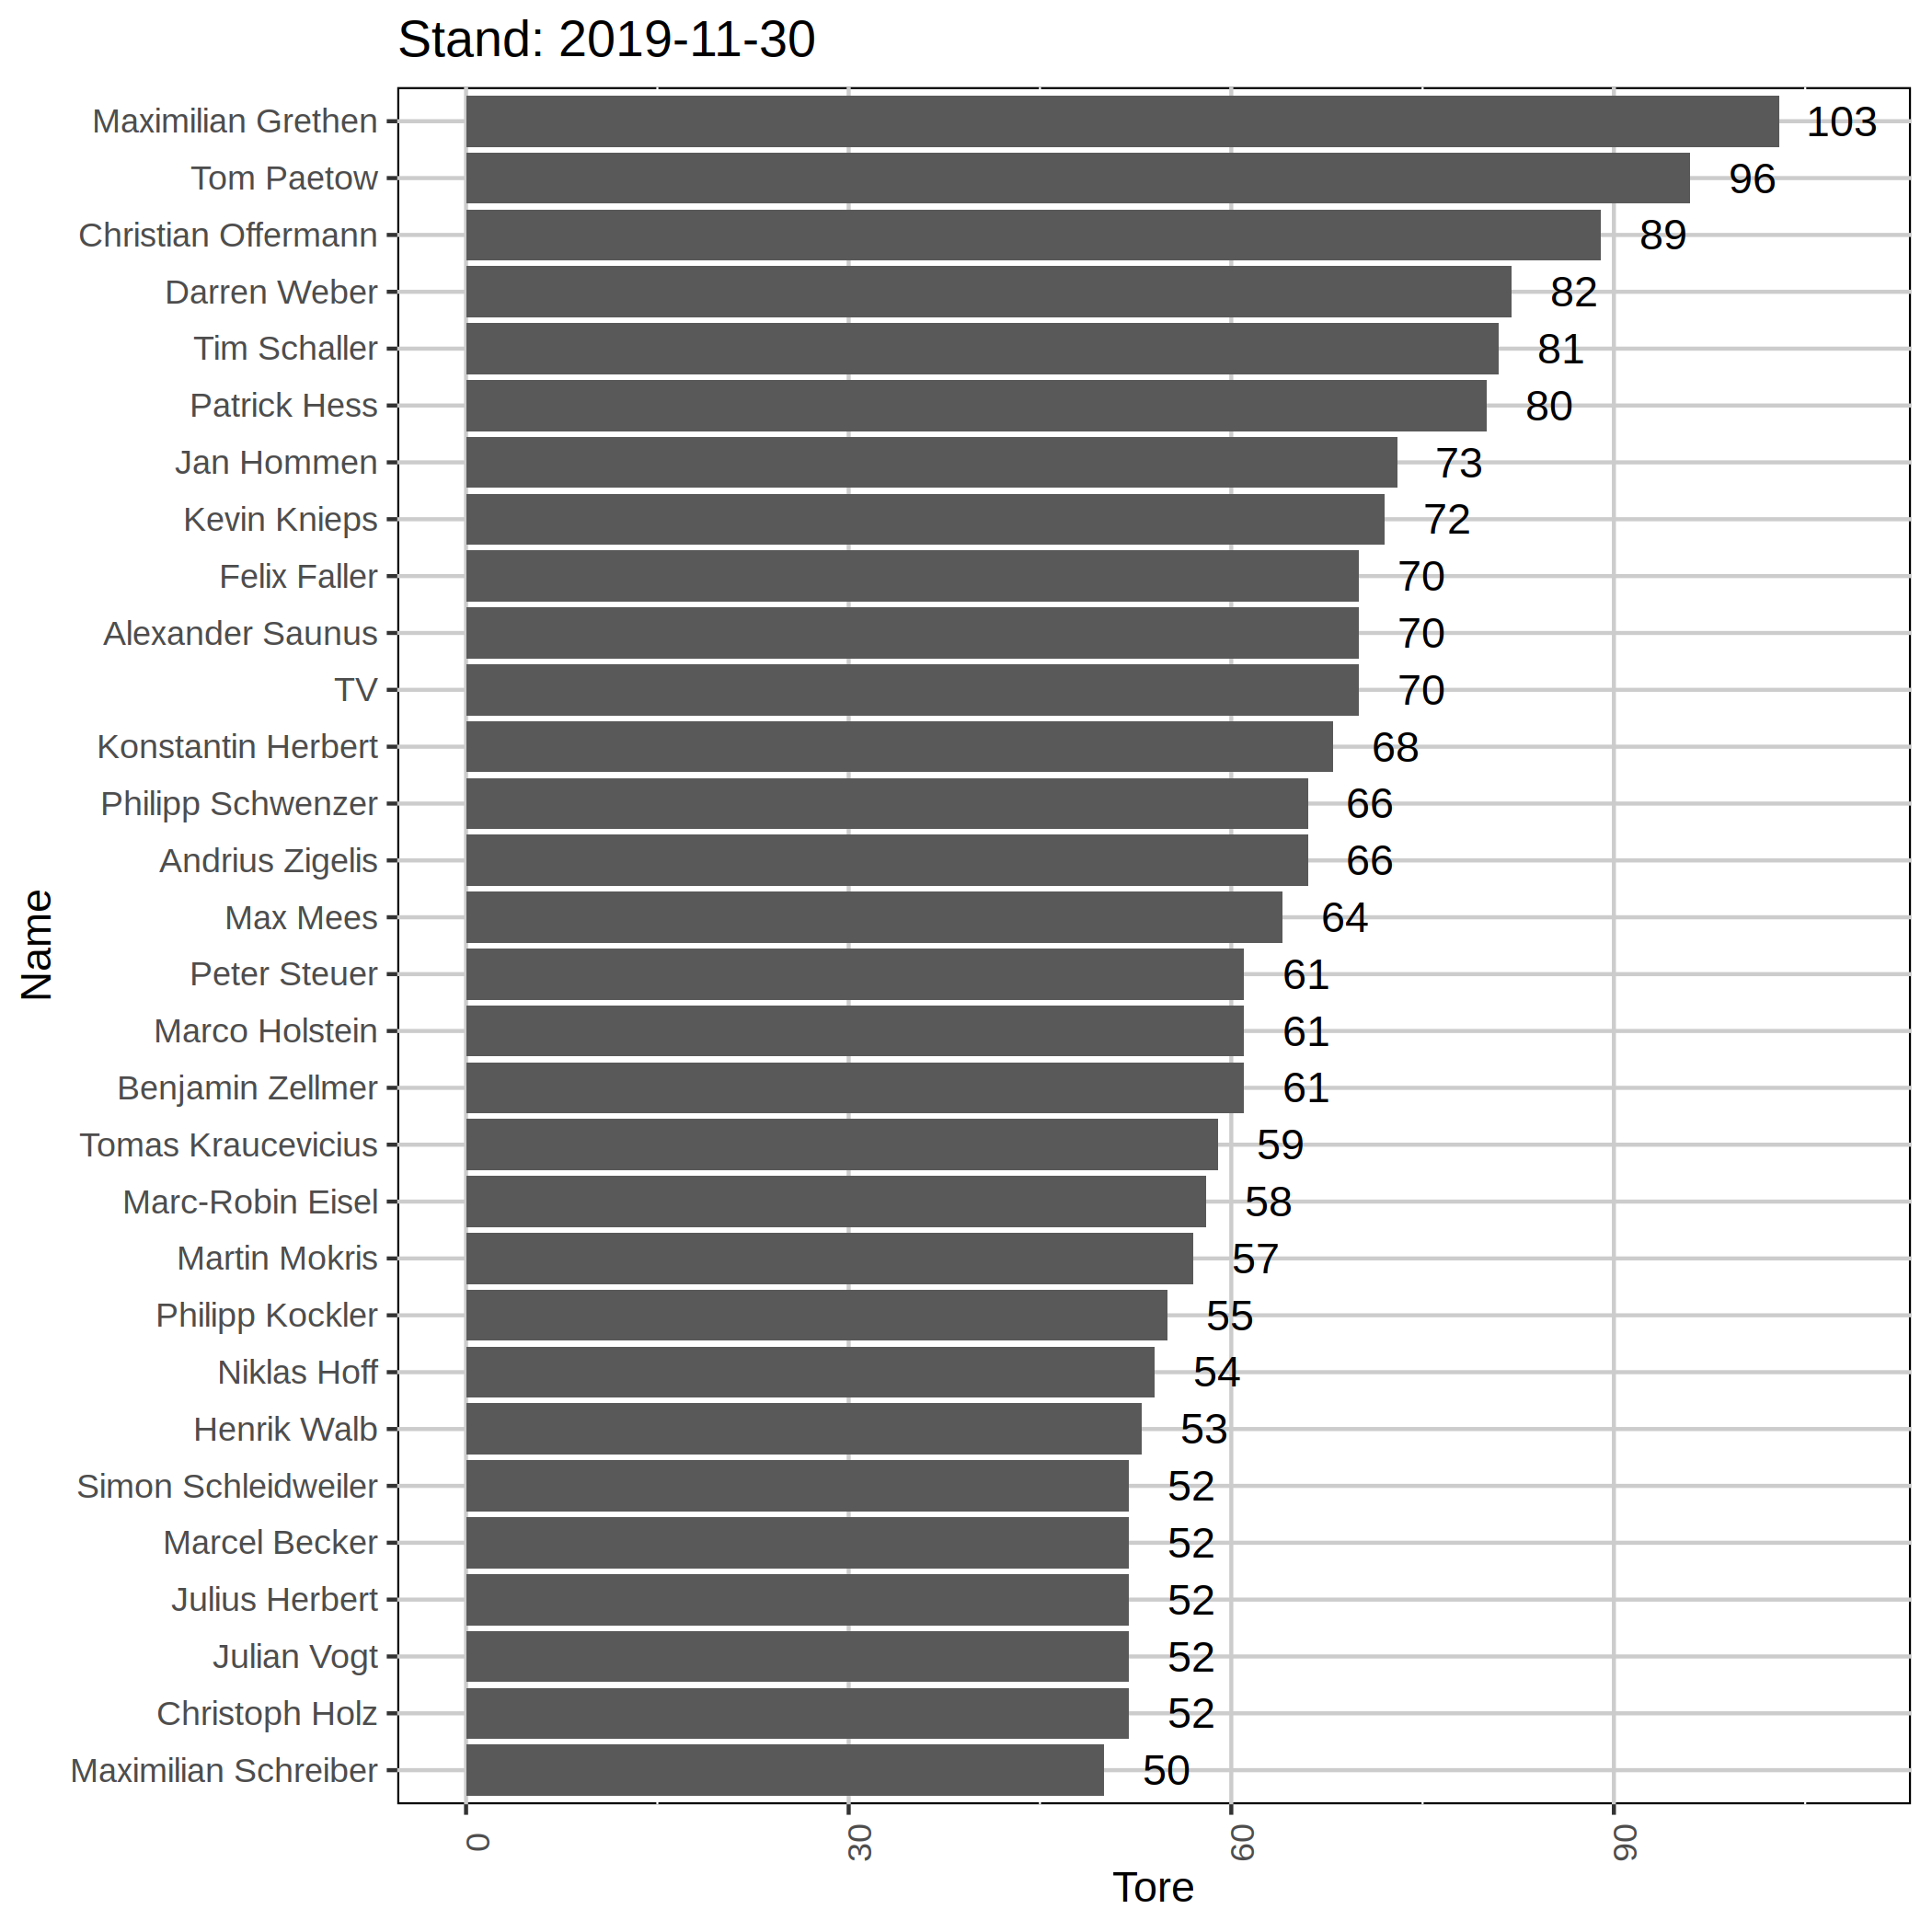 Stand: 2019-11-30
Maximilian Grethen 103
Tom Paetow 96
Christian Offermann 89
Darren Weber 82
Tim Schaller 81
Patrick Hess 80
Jan Hommen 73
Kevin Knieps 72
Felix Faller 70
Alexander Saunus 70
TV 70
Konstantin Herbert 68
Philipp Schwenzer 66
Andrius Zigelis 66
Max Mees 64
Peter Steuer 61
Marco Holstein 61
Benjamin Zellmer 61
Tomas Kraucevicius 59
Marc-Robin Eisel 58
Martin Mokris 57
Philipp Kockler 55
Niklas Hoff 54
Henrik Walb 53
Simon Schleidweiler 52
Marcel Becker 52
Julius Herbert 52
Julian Vogt 52
Christoph Holz 52
Maximilian Schreiber 50
Name
0 30 60 90
Tore